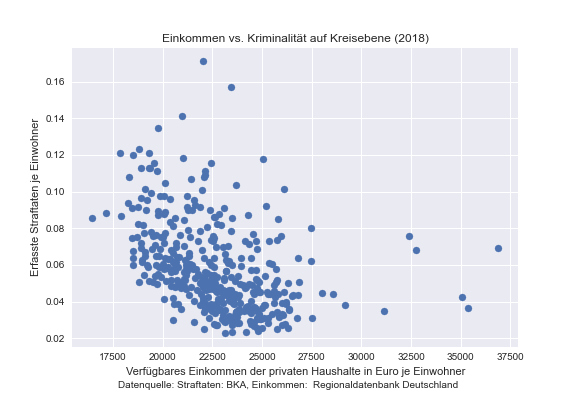 Einkommen vs. Kriminalität auf Kreisebene (2018)
Erfasste Straftaten je Einwohner
0.16
0.14
0.12
0.10
0.08
0.06
0.04
0.02
17500 20000 22500 25000 27500 30000 32500 35000 37500
Verfügbares Einkommen der privaten Haushalte in Euro je Einwohner
Datenquelle: Straftaten: BKA, Einkommen: Regionaldatenbank Deutschland